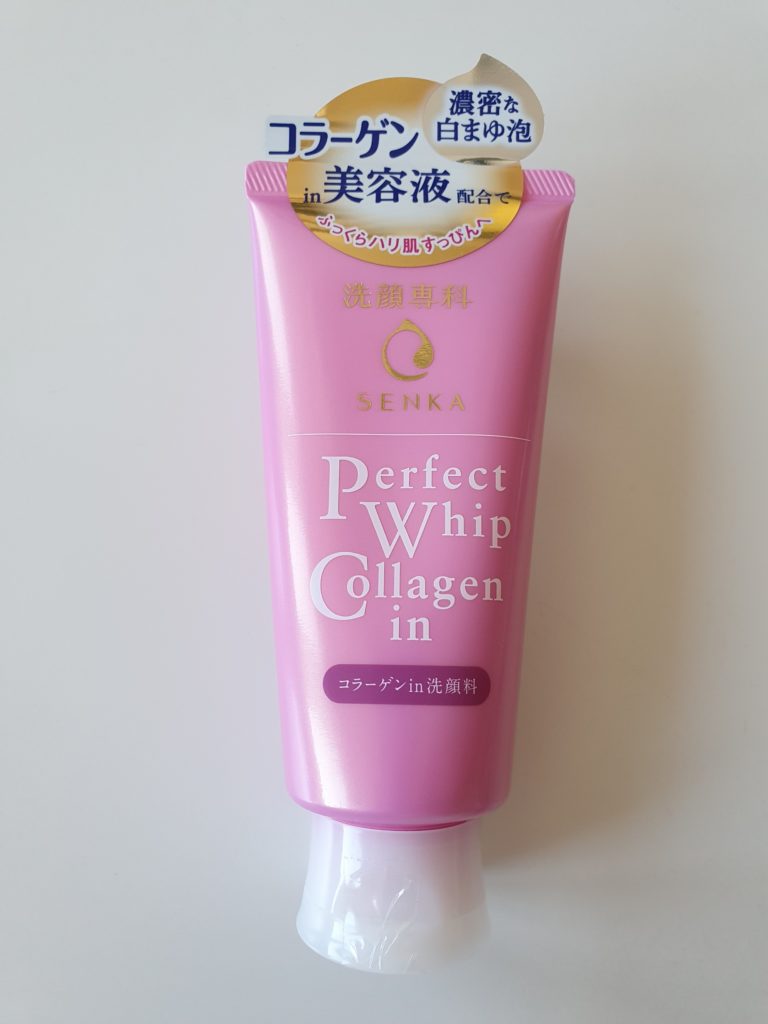 濃密な
白まゆ泡
コラーゲン
in美容液配合で
ぷっくらハリ肌すっぴんへ
洗顔専科
SENKA
Perfect
Whip
Collagen
in
コラーゲンin洗顔料